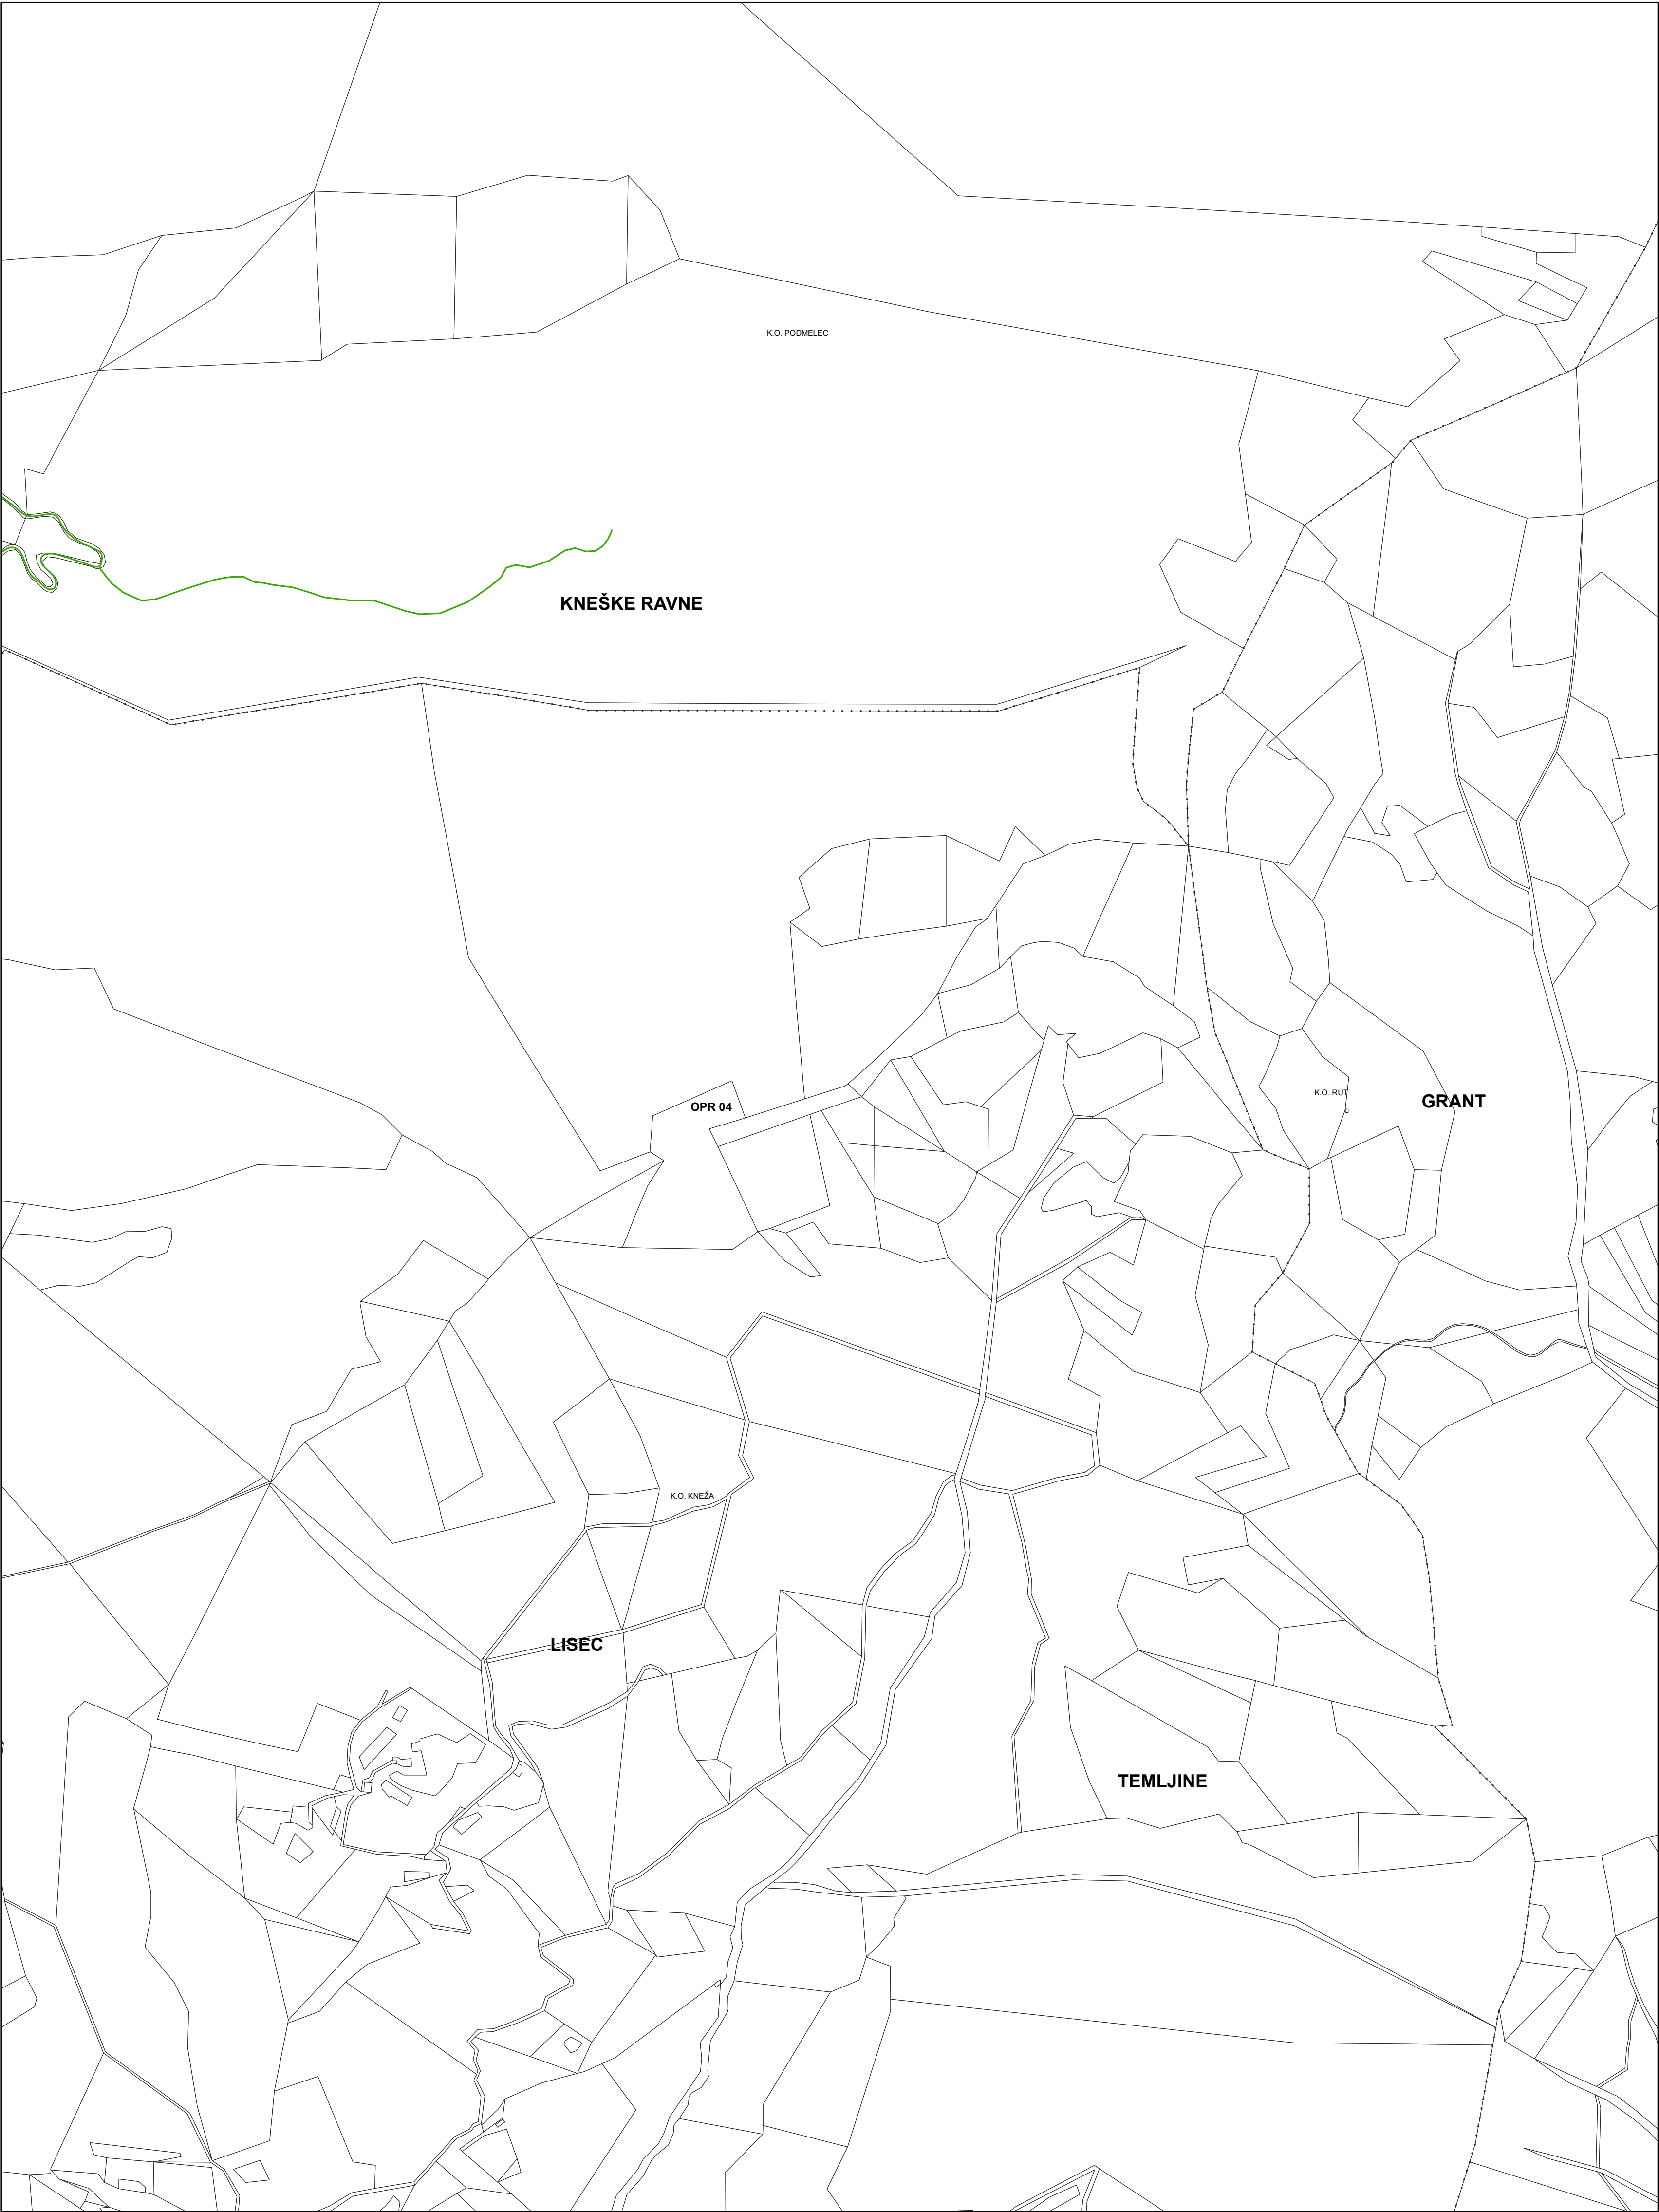 K.O. PODMELEC
KNEŠKE RAVNE
K.O. RUT
GRANT
OPR 04
K.O. KNEŽA
LISEC
TEMLJINE